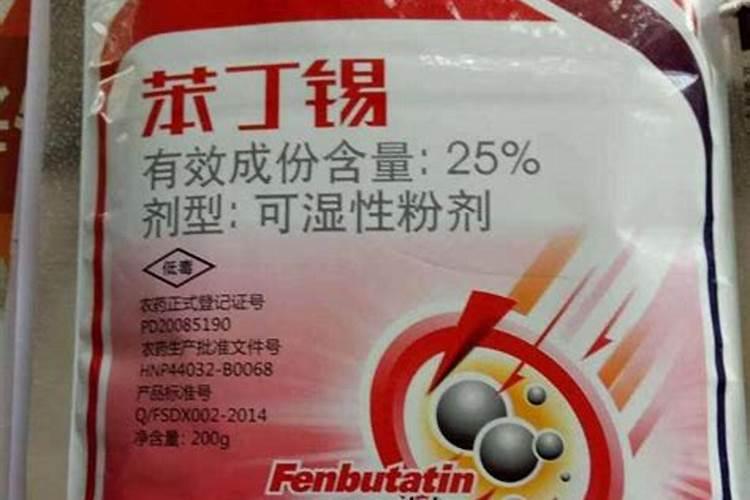 苯丁锡
有效成份含量: 25%
剂型: 可湿性粉剂
低毒
农药正式登记证号
PD20085190
农药生产批准文件号
HNP44032-B0068
产品标准号
Q/FSDX002-2014
净含量: 200g
Fenbutatin